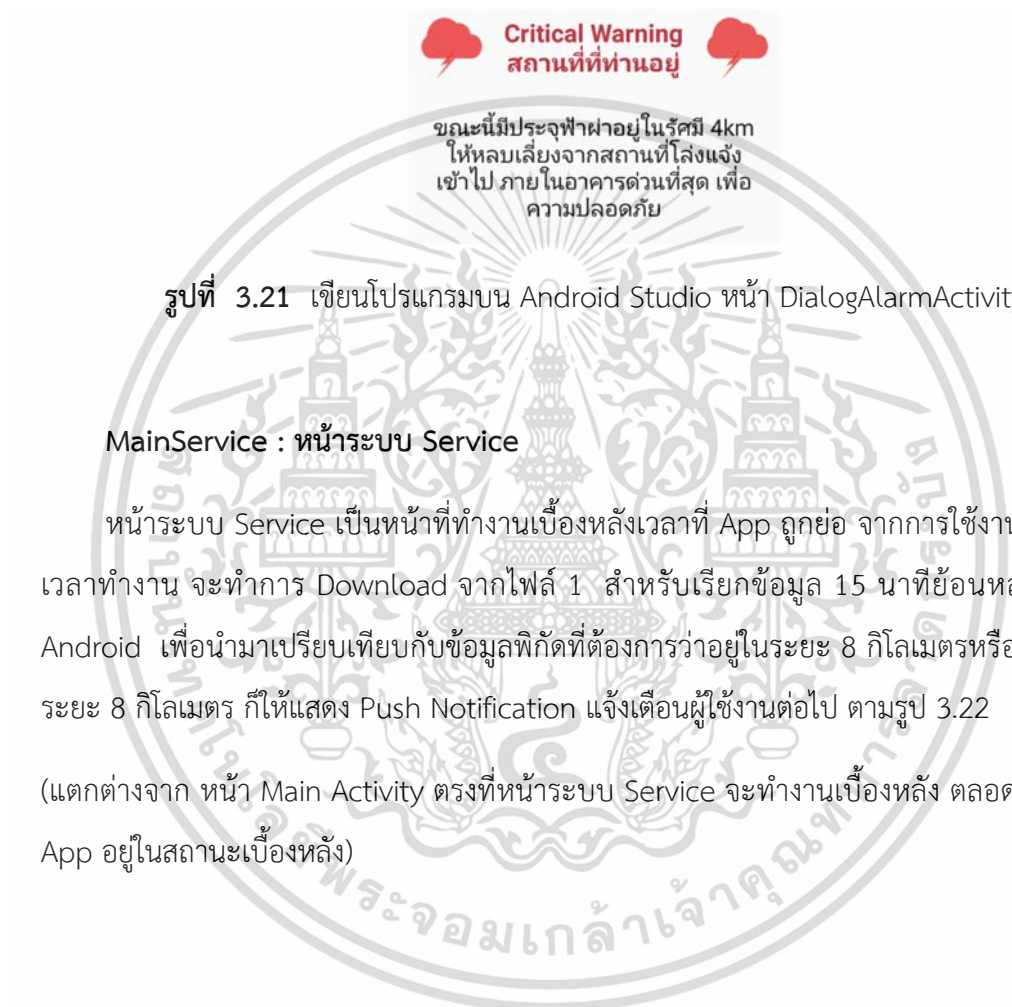 Critical Warning
สถานที่ที่ท่านอยู่
ขณะนี้มีประจุฟ้าผ่าอยู่ในรัศมี 4km
ให้หลบเลี่ยงจากสถานที่โล่งแจ้ง
เข้าไป ภายในอาคารด่วนที่สุด เพื่อ
ความปลอดภัย
รูปที่ 3.21 เขียนโปรแกรมบน Android Studio หน้า DialogAlarmActivit
MainService : หน้าระบบ Service
หน้าระบบ Service เป็นหน้าที่ทำงานเบื้องหลังเวลาที่ App ถูกย่อ จากการใช้งาน
เวลาทำงาน จะทำการ Download จากไฟล์ 1 สำหรับเรียกข้อมูล 15 นาทีย้อนหล
Android เพื่อนำมาเปรียบเทียบกับข้อมูลพิกัดที่ต้องการว่าอยู่ในระยะ 8 กิโลเมตรหรือ
ระยะ 8 กิโลเมตร ก็ให้แสดง Push Notification แจ้งเตือนผู้ใช้งานต่อไป ตามรูป 3.22
(แตกต่างจาก หน้า Main Activity ตรงที่หน้าระบบ Service จะทำงานเบื้องหลัง ตลอด
App อยู่ในสถานะเบื้องหลัง)